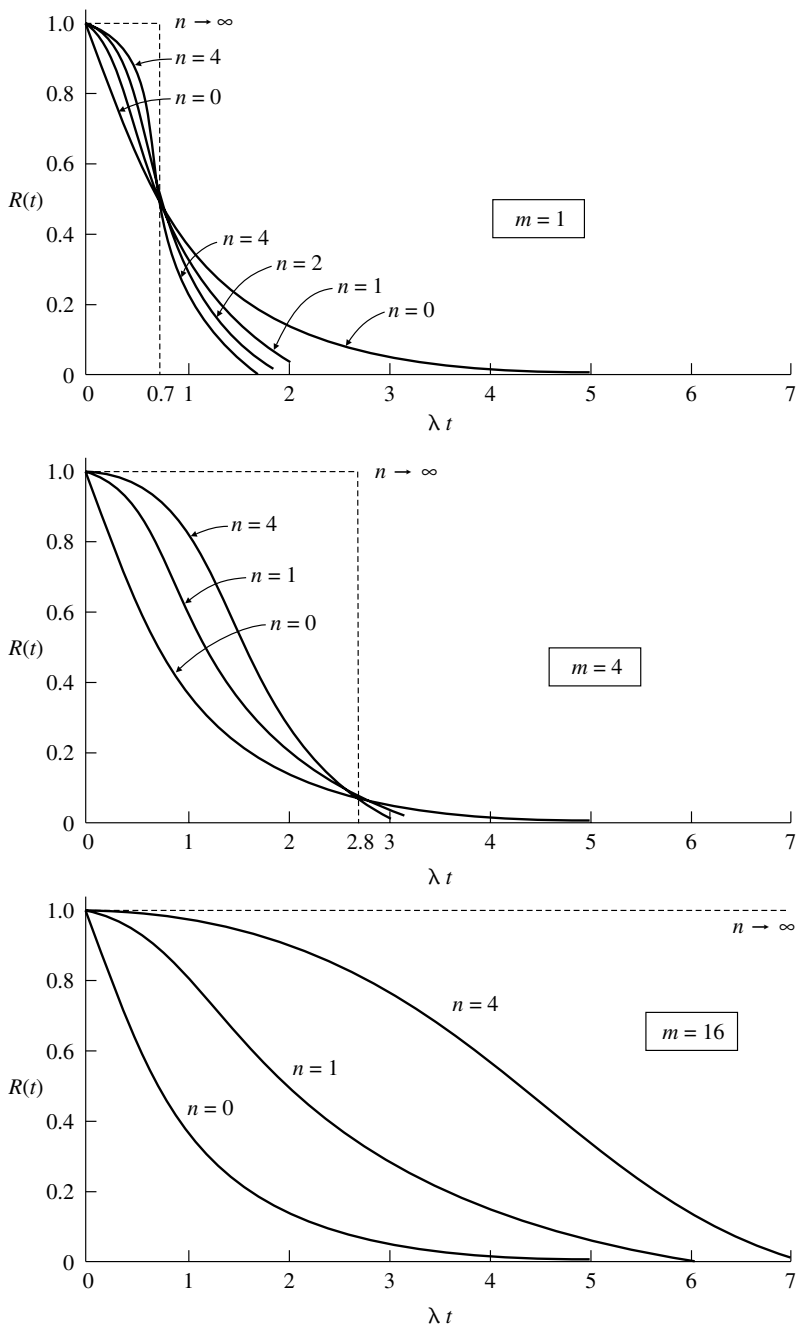 1.0
n → ∞
n = 4
0.8
n = 0
0.6
R(t)
m = 1
0.4
n = 4
n = 2
n = 1
n = 0
0.2
0
0 0.7 1 2 3 4 5 6 7
λ t
1.0
n → ∞
n = 4
0.8
n = 1
0.6
n = 0
R(t)
m = 4
0.4
0.2
0
0 1 2 2.8 3 4 5 6 7
λ t
1.0
n → ∞
0.8
n = 4
m = 16
0.6
n = 1
R(t)
n = 0
0.4
0.2
0
0 1 2 3 4 5 6 7
λ t